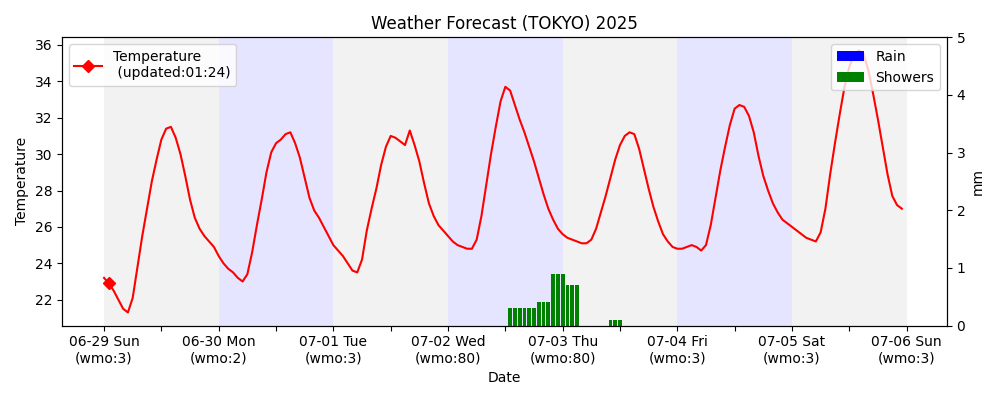 Weather Forecast (TOKYO) 2025
Temperature
(updated:01:24)
Rain
Showers
Temperature
36
34
32
30
28
26
24
22
5
4
3
2
1
0
mm
06-29 Sun
(wmo:3)
06-30 Mon
(wmo:2)
07-01 Tue
(wmo:3)
07-02 Wed
(wmo:80)
07-03 Thu
(wmo:80)
07-04 Fri
(wmo:3)
07-05 Sat
(wmo:3)
07-06 Sun
(wmo:3)
Date